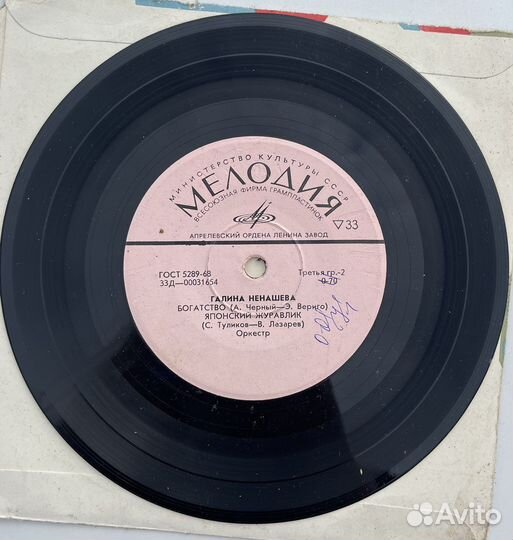 МИНИСТЕРСТВО КУЛЬТУРЫ СССР
МЕЛОДИЯ
ВСЕСОЮЗНАЯ ФИРМА ГРАМПЛАСТИНОК
▽33
АПРЕЛЕВСКИЙ ОРДЕНА ЛЕНИНА ЗАВОД
ГОСТ 5289-68
Третья гр.-2
33Д—00031654
0-70
ГАЛИНА НЕНАШЕВА
БОГАТСТВО (А. Черный—Э. Вериго)
ЯПОНСКИЙ ЖУРАВЛИК
(С. Туликов—В. Лазарев)
Оркестр
Avito